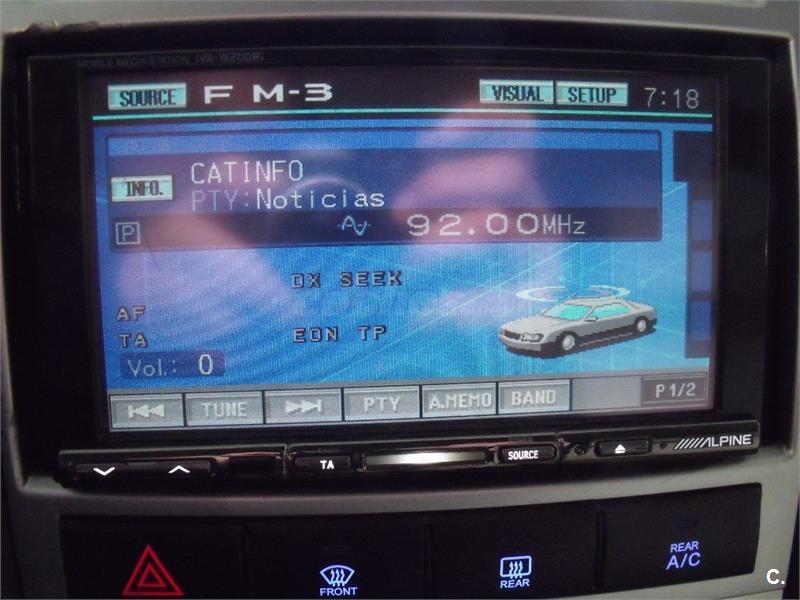 MOBILE MEDIA STATION IVA-W200Ri
SOURCE FM-3 VISUAL SETUP 7:18
INFO. CATINFO
PTY:Noticias
P 92.00MHz
DX SEEK
AF
TA EON TP
Vol.: 0
TUNE PTY A.MEMO BAND P1/2
TA SOURCE ALPINE
FRONT REAR REAR A/C
C.